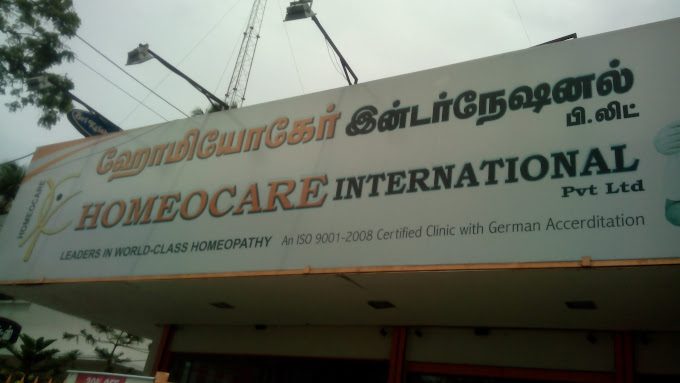 ஹோமியோகேர் இன்டர்நேஷனல்
பி.லிட்
HOMEOCARE
HOMEOCARE INTERNATIONAL
Pvt Ltd
LEADERS IN WORLD-CLASS HOMEOPATHY An ISO 9001-2008 Certified Clinic with German Accerditation